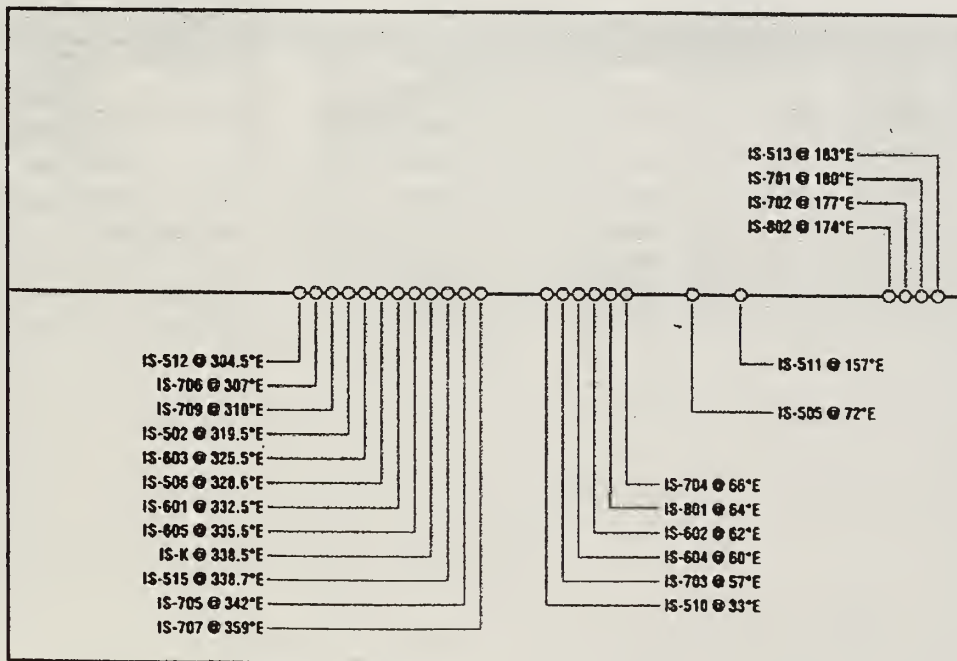 IS-513 @ 183°E
IS-701 @ 180°E
IS-702 @ 177°E
IS-802 @ 174°E
IS-512 @ 304.5°E
IS-706 @ 307°E
IS-709 @ 310°E
IS-502 @ 319.5°E
IS-603 @ 325.5°E
IS-506 @ 328.6°E
IS-601 @ 332.5°E
IS-605 @ 335.5°E
IS-K @ 338.5°E
IS-515 @ 338.7°E
IS-705 @ 342°E
IS-707 @ 359°E
IS-511 @ 157°E
IS-505 @ 72°E
IS-704 @ 66°E
IS-801 @ 64°E
IS-602 @ 62°E
IS-604 @ 60°E
IS-703 @ 57°E
IS-510 @ 33°E